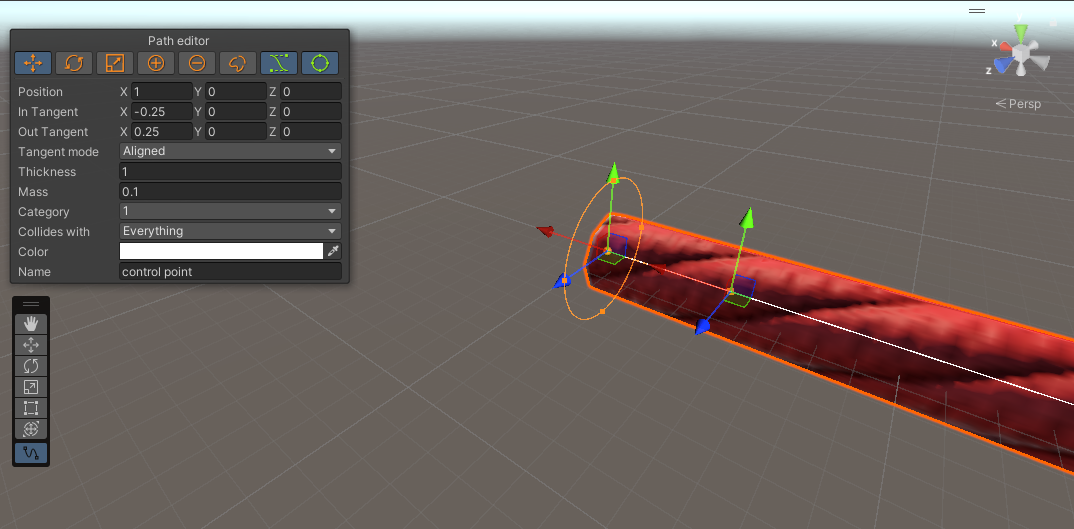 Path editor
Position X 1 Y 0 Z 0
In Tangent X -0.25 Y 0 Z 0
Out Tangent X 0.25 Y 0 Z 0
Tangent mode Aligned
Thickness 1
Mass 0.1
Category 1
Collides with Everything
Color
Name control point
y
x
z
Persp